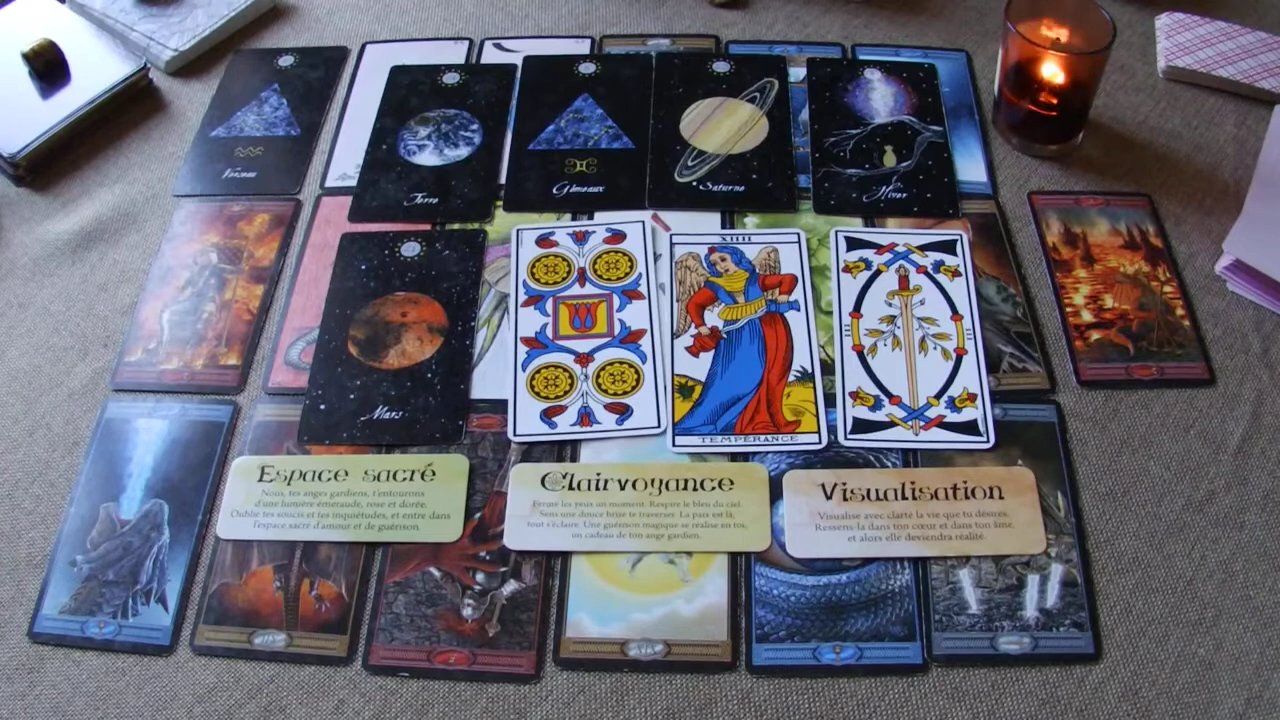 Verseau
Terre
Gémeaux
Saturne
Hiver
Mars
XIIII
TEMPÉRANCE
III
III
Espace sacré
Nous, tes anges gardiens, t'entourons
d'une lumière émeraude, rose et dorée.
Oublie tes soucis et tes inquiétudes, et entre dans
l'espace sacré d'amour et de guérison.
Clairvoyance
Ferme les yeux un moment. Respire le bleu du ciel.
Sens une douce brise te traverser. La paix est là,
tout s'éclaire. Une guérison magique se réalise en toi,
un cadeau de ton ange gardien.
Visualisation
Visualise avec clarté la vie que tu désires.
Ressens-la dans ton cœur et dans ton âme,
et alors elle deviendra réalité.
XIX